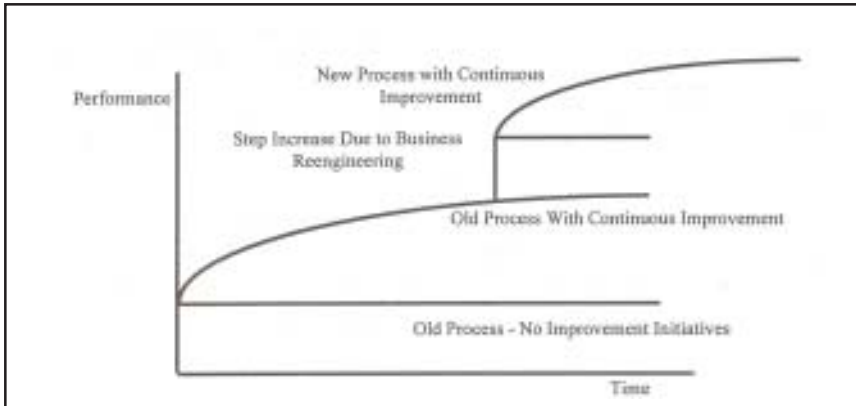 New Process with Continuous
Improvement
Performance
Step Increase Due to Business
Reengineering
Old Process With Continuous Improvement
Old Process - No Improvement Initiatives
Time